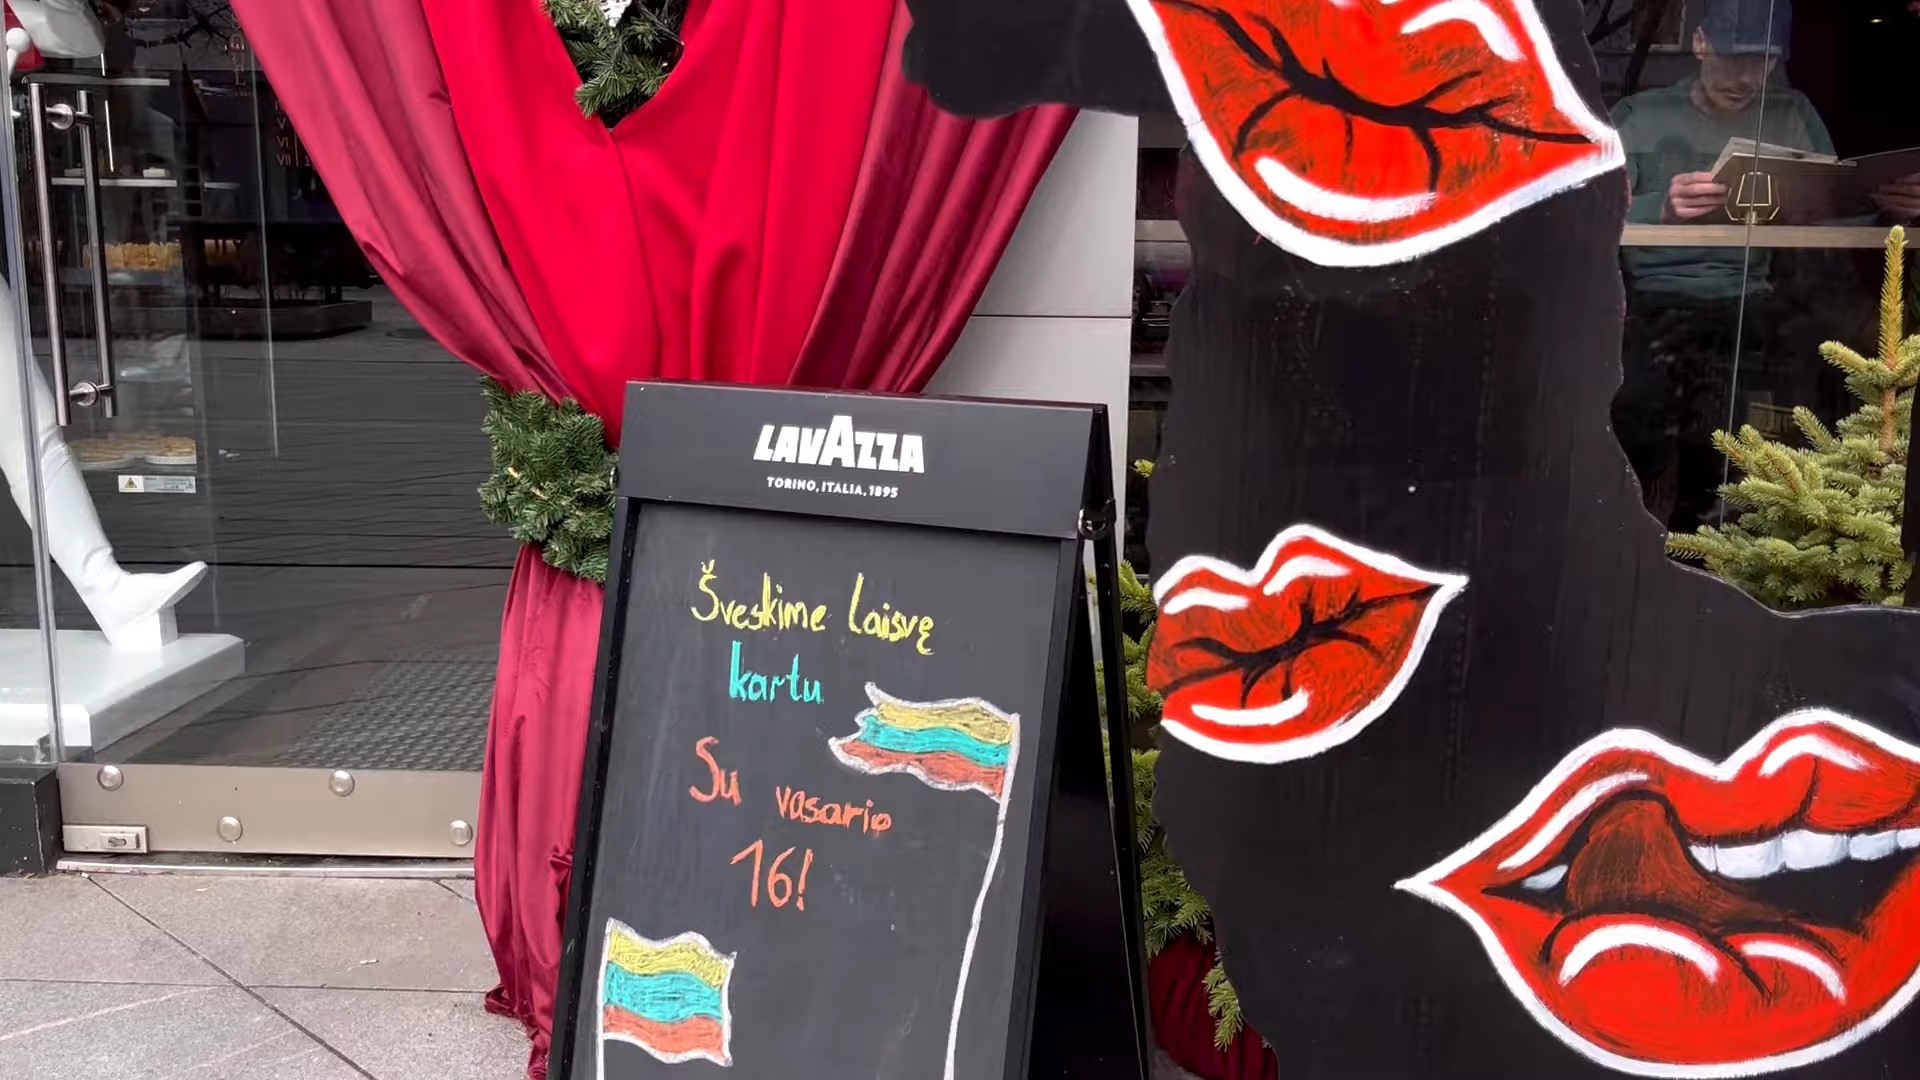 LAVAZZA
TORINO, ITALIA, 1895
Švęskime laisvę
kartu
Su vasario
16!